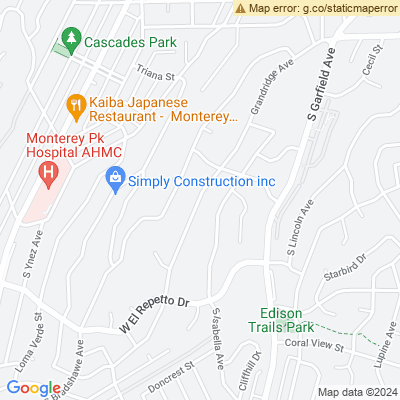 Map error: g.co/staticmaperror
Cascades Park
Triana St
Cecil St
Grandridge Ave
S Garfield Ave
Kaiba Japanese
Restaurant - Monterey...
Monterey Pk
Hospital AHMC
Simply Construction inc
S Lincoln Ave
S Ynez Ave
Starbird Dr
W El Repetto Dr
S Isabella Ave
Edison
Trails Park
Loma Verde St
S Bradshawe Ave
Coral View St
Lupine Ave
Cliffhill Dr
Doncrest St
Google
Map data ©2024